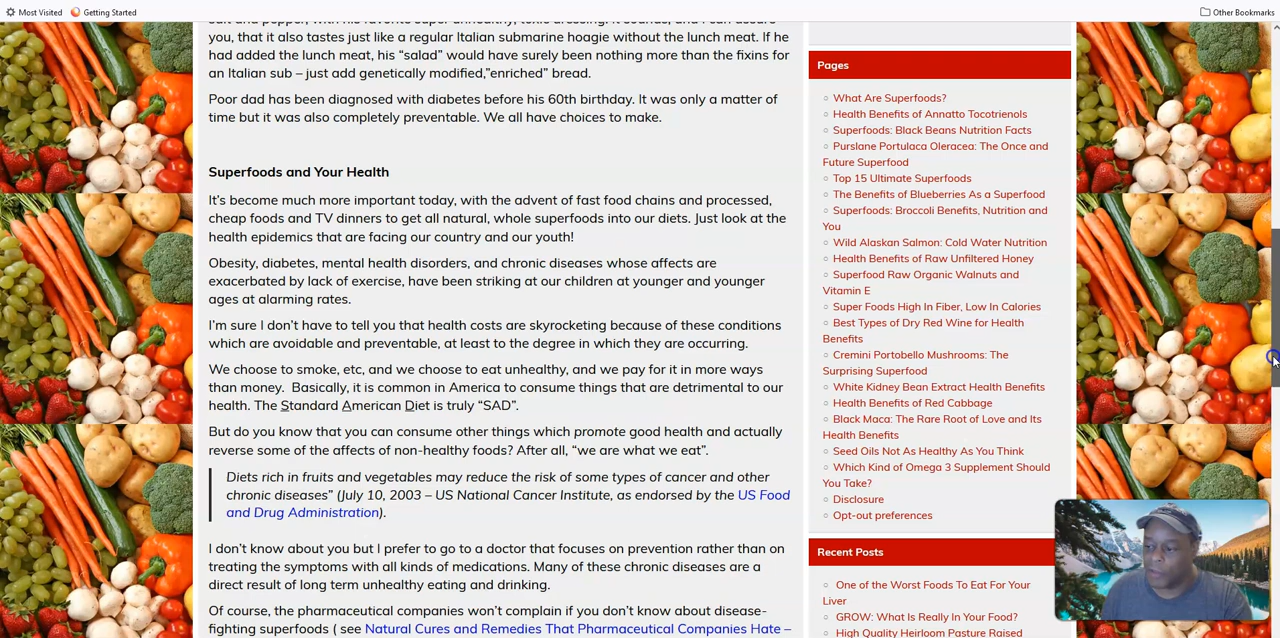 Most Visited
Getting Started
Other Bookmarks
you, that it also tastes just like a regular Italian submarine hoagie without the lunch meat. If he
had added the lunch meat, his “salad” would have surely been nothing more than the fixins for
an Italian sub – just add genetically modified,”enriched” bread.
Poor dad has been diagnosed with diabetes before his 60th birthday. It was only a matter of
time but it was also completely preventable. We all have choices to make.
Superfoods and Your Health
It’s become much more important today, with the advent of fast food chains and processed,
cheap foods and TV dinners to get all natural, whole superfoods into our diets. Just look at the
health epidemics that are facing our country and our youth!
Obesity, diabetes, mental health disorders, and chronic diseases whose affects are
exacerbated by lack of exercise, have been striking at our children at younger and younger
ages at alarming rates.
I’m sure I don’t have to tell you that health costs are skyrocketing because of these conditions
which are avoidable and preventable, at least to the degree in which they are occurring.
We choose to smoke, etc, and we choose to eat unhealthy, and we pay for it in more ways
than money.  Basically, it is common in America to consume things that are detrimental to our
health. The Standard American Diet is truly “SAD”.
But do you know that you can consume other things which promote good health and actually
reverse some of the affects of non-healthy foods? After all, “we are what we eat”.
Diets rich in fruits and vegetables may reduce the risk of some types of cancer and other
chronic diseases” (July 10, 2003 – US National Cancer Institute, as endorsed by the US Food
and Drug Administration).
I don’t know about you but I prefer to go to a doctor that focuses on prevention rather than on
treating the symptoms with all kinds of medications. Many of these chronic diseases are a
direct result of long term unhealthy eating and drinking.
Of course, the pharmaceutical companies won’t complain if you don’t know about disease-
fighting superfoods ( see Natural Cures and Remedies That Pharmaceutical Companies Hate –
Pages
What Are Superfoods?
Health Benefits of Annatto Tocotrienols
Superfoods: Black Beans Nutrition Facts
Purslane Portulaca Oleracea: The Once and
Future Superfood
Top 15 Ultimate Superfoods
The Benefits of Blueberries As a Superfood
Superfoods: Broccoli Benefits, Nutrition and
You
Wild Alaskan Salmon: Cold Water Nutrition
Health Benefits of Raw Unfiltered Honey
Superfood Raw Organic Walnuts and
Vitamin E
Super Foods High In Fiber, Low In Calories
Best Types of Dry Red Wine for Health
Benefits
Cremini Portobello Mushrooms: The
Surprising Superfood
White Kidney Bean Extract Health Benefits
Health Benefits of Red Cabbage
Black Maca: The Rare Root of Love and Its
Health Benefits
Seed Oils Not As Healthy As You Think
Which Kind of Omega 3 Supplement Should
You Take?
Disclosure
Opt-out preferences
Recent Posts
One of the Worst Foods To Eat For Your
Liver
GROW: What Is Really In Your Food?
High Quality Heirloom Pasture Raised